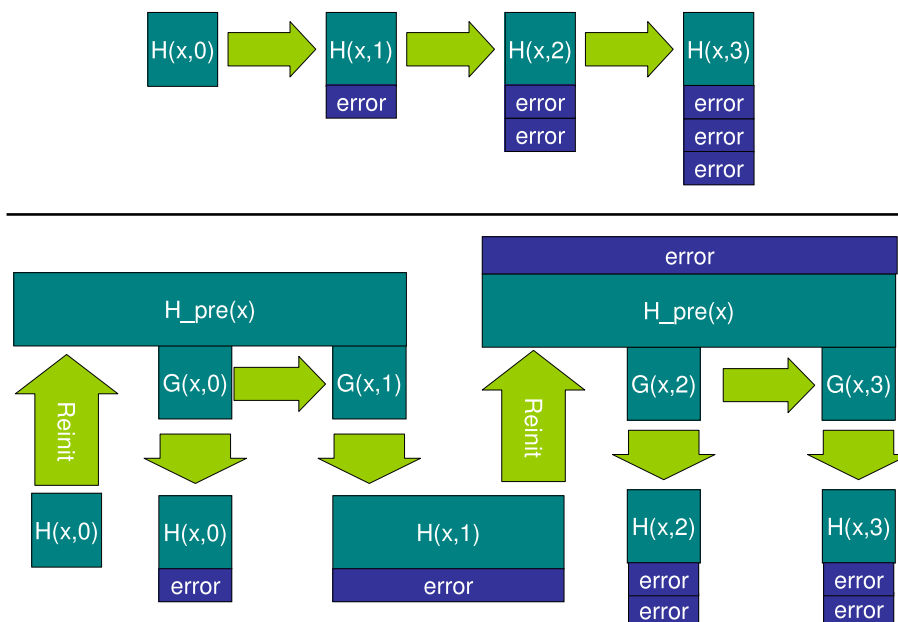 H(x,0)
H(x,1)
H(x,2)
H(x,3)
error
error
error
error
error
error
error
H_pre(x)
H_pre(x)
G(x,0)
G(x,1)
G(x,2)
G(x,3)
Reinit
Reinit
H(x,0)
H(x,0)
H(x,1)
H(x,2)
H(x,3)
error
error
error
error
error
error